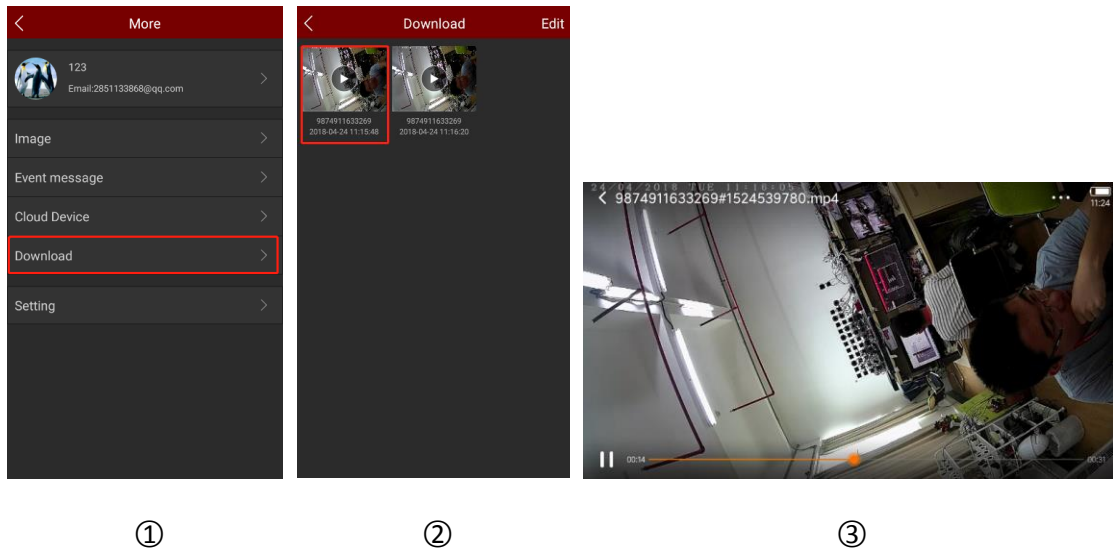 More
123
Email:2851133868@qq.com
Image
Event message
Cloud Device
Download
Setting
Download
Edit
9874911633269
2018-04-24 11:15:48
9874911633269
2018-04-24 11:16:20
24/04/2018 TUE 11:16:05
9874911633269#1524539780.mp4
11:24
00:14
00:31
①
②
③